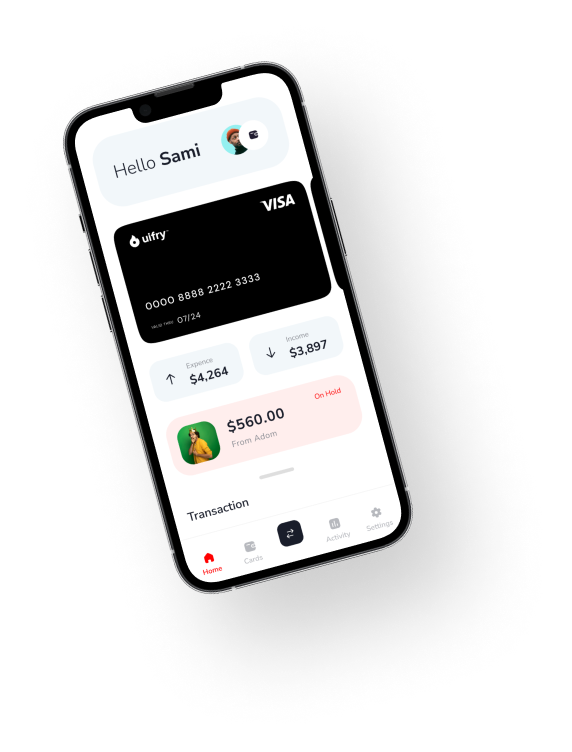 Hello Sami
VISA
uifry™
0000 8888 2222 3333
VALID THRU 07/24
Expence
$4,264
Income
$3,897
On Hold
$560.00
From Adom
Transaction
Home
Cards
Activity
Settings